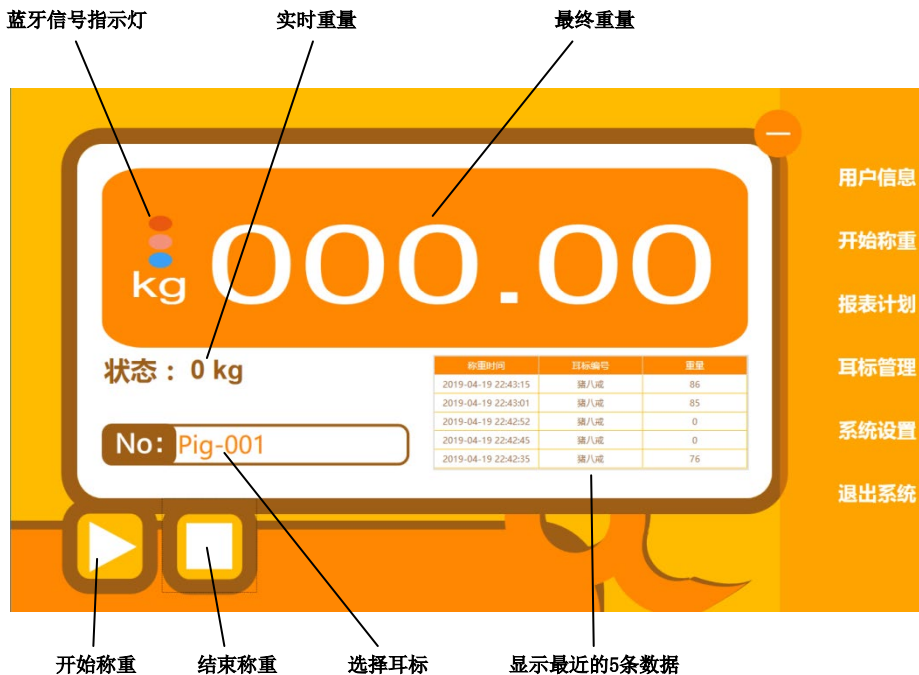 蓝牙信号指示灯
实时重量
最终重量
用户信息
开始称重
报表计划
耳标管理
系统设置
退出系统
kg 000.00
状态： 0 kg
No: Pig-001
称重时间 耳标编号 重量
2019-04-19 22:43:15 猪八戒 86
2019-04-19 22:43:01 猪八戒 85
2019-04-19 22:42:52 猪八戒 0
2019-04-19 22:42:45 猪八戒 0
2019-04-19 22:42:35 猪八戒 76
开始称重
结束称重
选择耳标
显示最近的5条数据